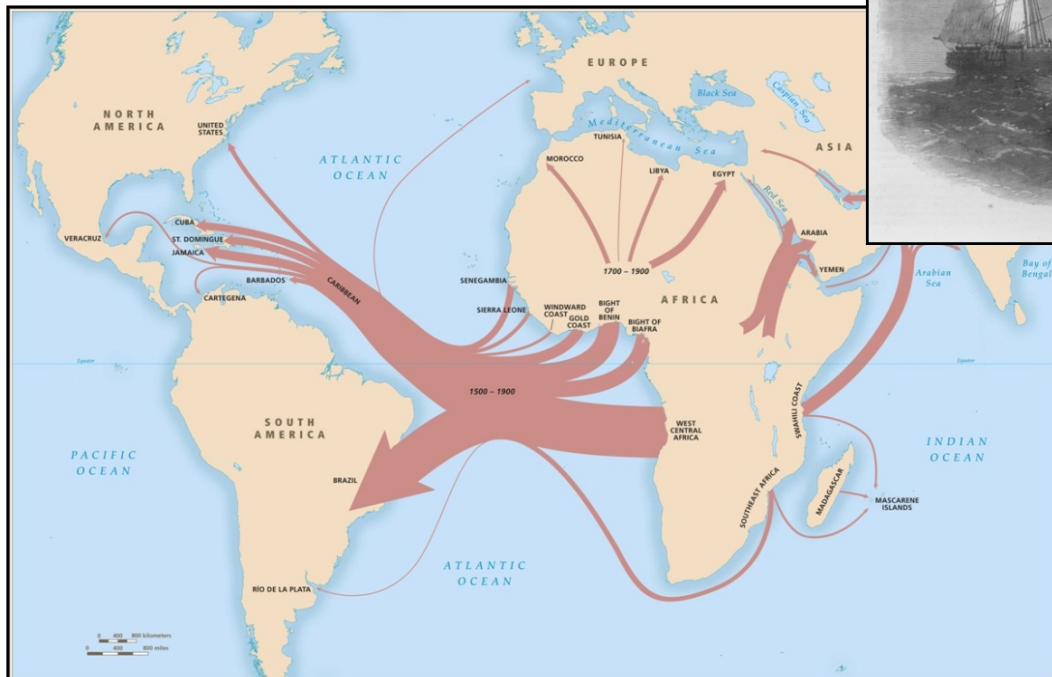 NORTH
AMERICA
UNITED
STATES
ATLANTIC
OCEAN
EUROPE
Black Sea
Caspian Sea
Mediterranean Sea
ASIA
TUNISIA
MOROCCO
LIBYA
EGYPT
Red Sea
VERACRUZ
CUBA
ST. DOMINGUE
JAMAICA
BARBADOS
CARTEGENA
CARIBBEAN
SENEGAMBIA
SIERRA LEONE
WINDWARD
COAST
GOLD
COAST
BIGHT
OF
BENIN
BIGHT OF
BIAFRA
1700 – 1900
AFRICA
ARABIA
YEMEN
Arabian
Sea
Bay of
Bengal
Equator
Equator
1500 – 1900
SOUTH
AMERICA
WEST
CENTRAL
AFRICA
SWAHILI COAST
INDIAN
OCEAN
PACIFIC
OCEAN
BRAZIL
SOUTHEAST AFRICA
MADAGASCAR
MASCARENE
ISLANDS
ATLANTIC
OCEAN
RÍO DE LA PLATA
0 400 800 kilometers
0 400 800 miles